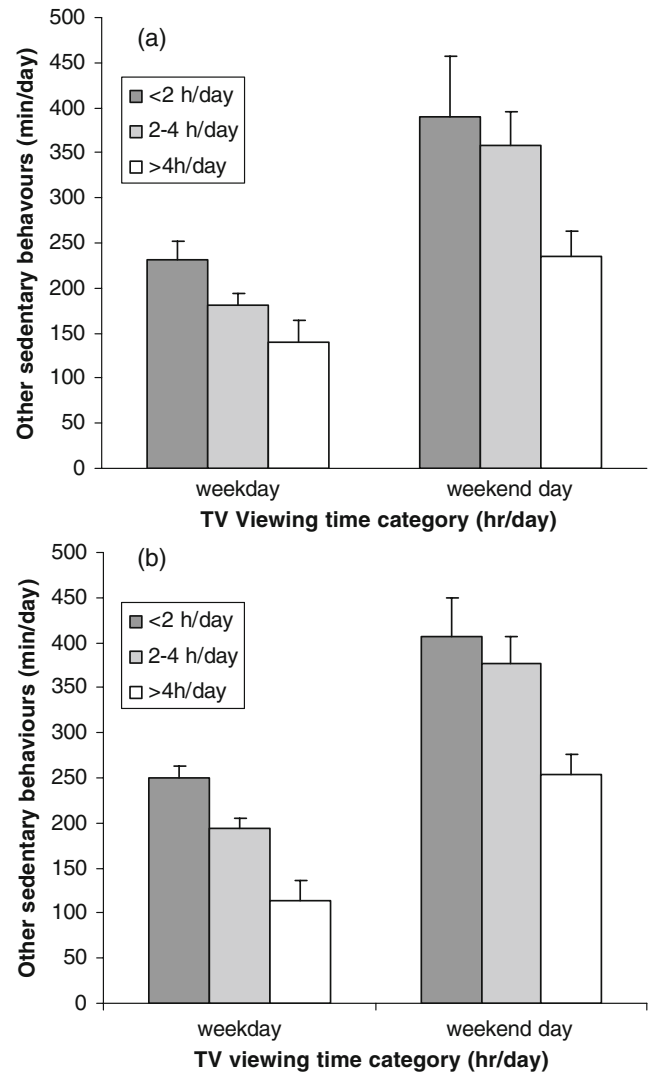 (a)
Other sedentary behavours (min/day)
500
450
400
350
300
250
200
150
100
50
0
<2 h/day
2-4 h/day
>4h/day
weekday weekend day
TV Viewing time category (hr/day)
(b)
Other sedentary behaviours (min/day)
500
450
400
350
300
250
200
150
100
50
0
<2 h/day
2-4 h/day
>4h/day
weekday weekend day
TV viewing time category (hr/day)